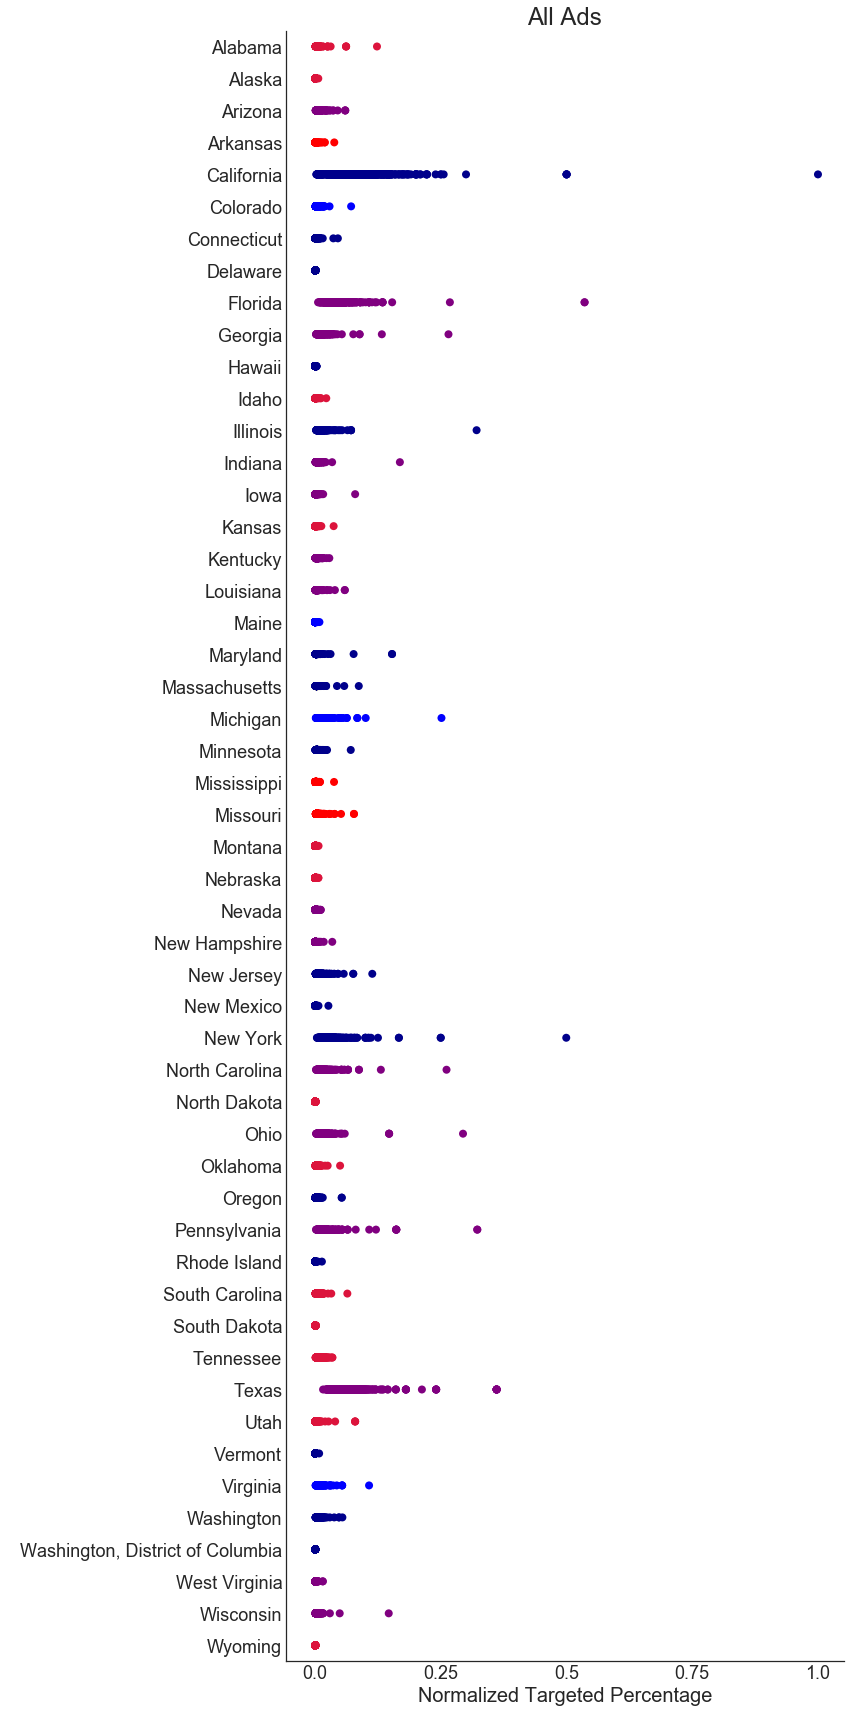 All Ads
Alabama
Alaska
Arizona
Arkansas
California
Colorado
Connecticut
Delaware
Florida
Georgia
Hawaii
Idaho
Illinois
Indiana
Iowa
Kansas
Kentucky
Louisiana
Maine
Maryland
Massachusetts
Michigan
Minnesota
Mississippi
Missouri
Montana
Nebraska
Nevada
New Hampshire
New Jersey
New Mexico
New York
North Carolina
North Dakota
Ohio
Oklahoma
Oregon
Pennsylvania
Rhode Island
South Carolina
South Dakota
Tennessee
Texas
Utah
Vermont
Virginia
Washington
Washington, District of Columbia
West Virginia
Wisconsin
Wyoming
0.0 0.25 0.5 0.75 1.0
Normalized Targeted Percentage